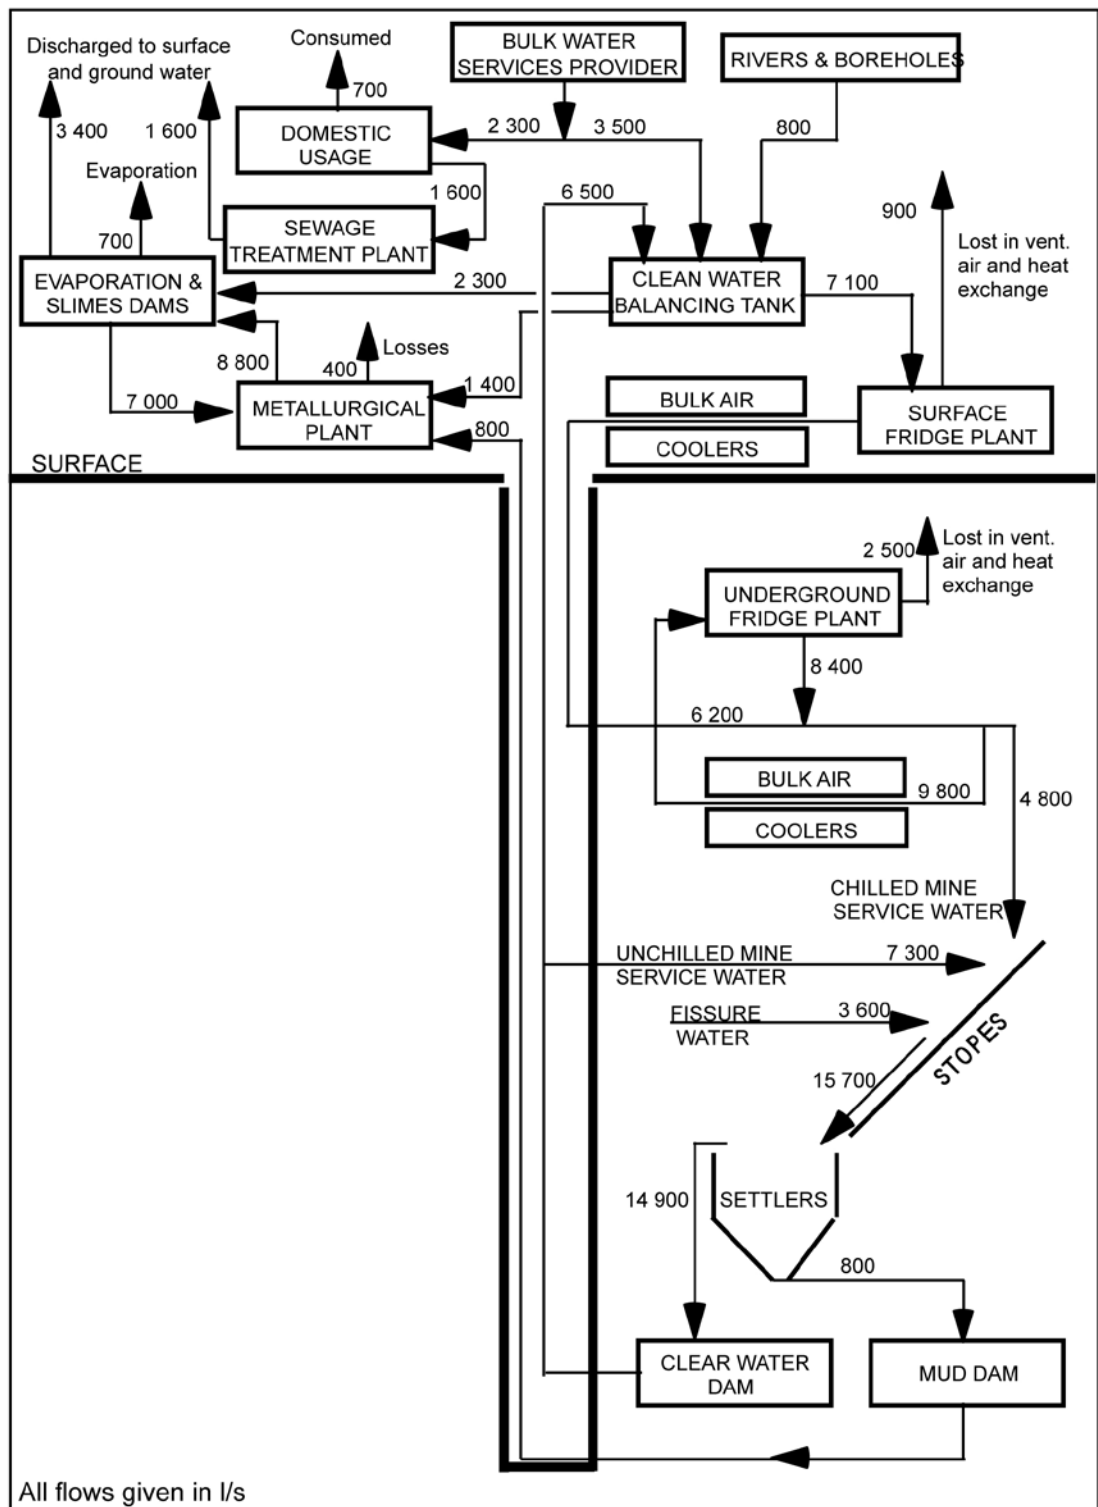 Discharged to surface
and ground water
Consumed
BULK WATER
SERVICES PROVIDER
RIVERS & BOREHOLES
700
3 400
1 600
DOMESTIC
USAGE
2 300
3 500
800
Evaporation
1 600
6 500
900
700
SEWAGE
TREATMENT PLANT
Lost in vent.
air and heat
exchange
EVAPORATION &
SLIMES DAMS
2 300
CLEAN WATER
BALANCING TANK
7 100
8 800
400
Losses
1 400
7 000
METALLURGICAL
PLANT
800
BULK AIR
COOLERS
SURFACE
FRIDGE PLANT
SURFACE
2 500
Lost in vent.
air and heat
exchange
UNDERGROUND
FRIDGE PLANT
8 400
6 200
BULK AIR
9 800
4 800
COOLERS
CHILLED MINE
SERVICE WATER
UNCHILLED MINE
SERVICE WATER
7 300
FISSURE
WATER
3 600
STOPES
15 700
14 900
SETTLERS
800
CLEAR WATER
DAM
MUD DAM
All flows given in l/s